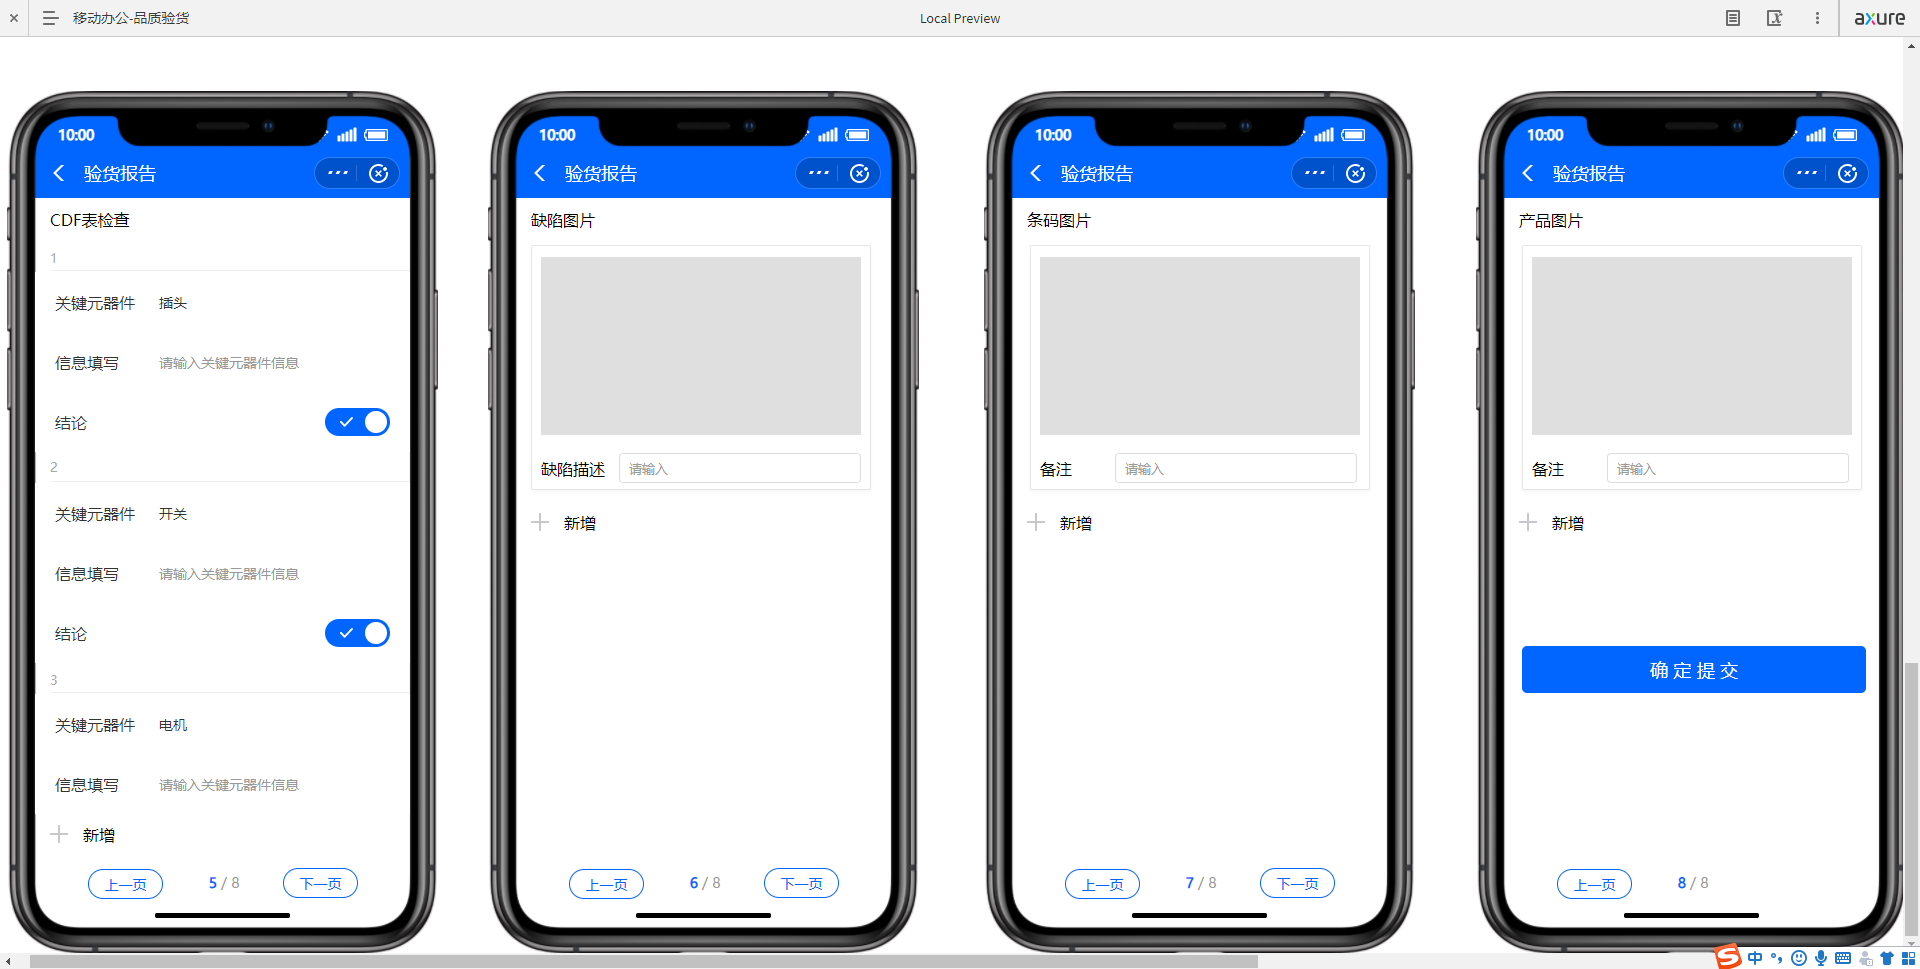 移动办公-品质验货
Local Preview
axure
10:00
验货报告
CDF表检查
1
关键元器件 插头
信息填写 请输入关键元器件信息
结论
2
关键元器件 开关
信息填写 请输入关键元器件信息
结论
3
关键元器件 电机
信息填写 请输入关键元器件信息
新增
上一页 5 / 8 下一页
10:00
验货报告
缺陷图片
缺陷描述 请输入
新增
上一页 6 / 8 下一页
10:00
验货报告
条码图片
备注 请输入
新增
上一页 7 / 8 下一页
10:00
验货报告
产品图片
备注 请输入
新增
确定提交
上一页 8 / 8
S 中